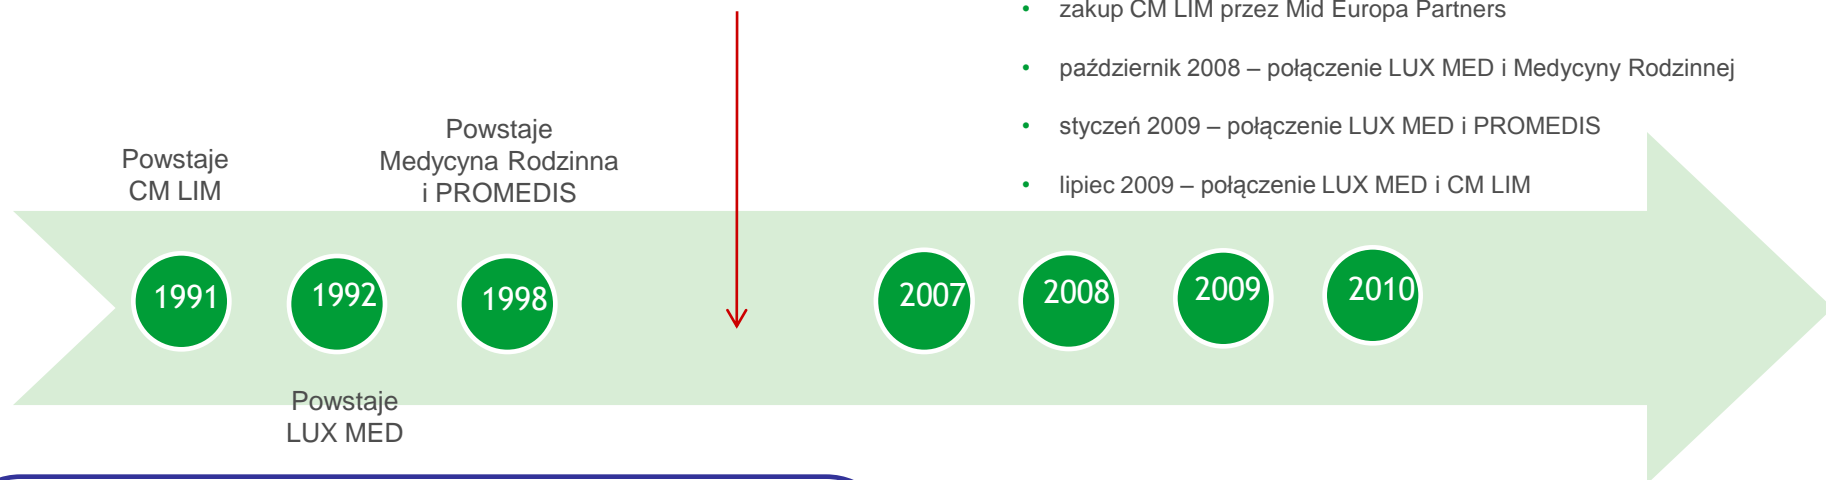 • zakup CM LIM przez Mid Europa Partners
• październik 2008 – połączenie LUX MED i Medycyny Rodzinnej
• styczeń 2009 – połączenie LUX MED i PROMEDIS
• lipiec 2009 – połączenie LUX MED i CM LIM
Powstaje
CM LIM
Powstaje
Medycyna Rodzinna
i PROMEDIS
1991
1992
1998
2007
2008
2009
2010
Powstaje
LUX MED